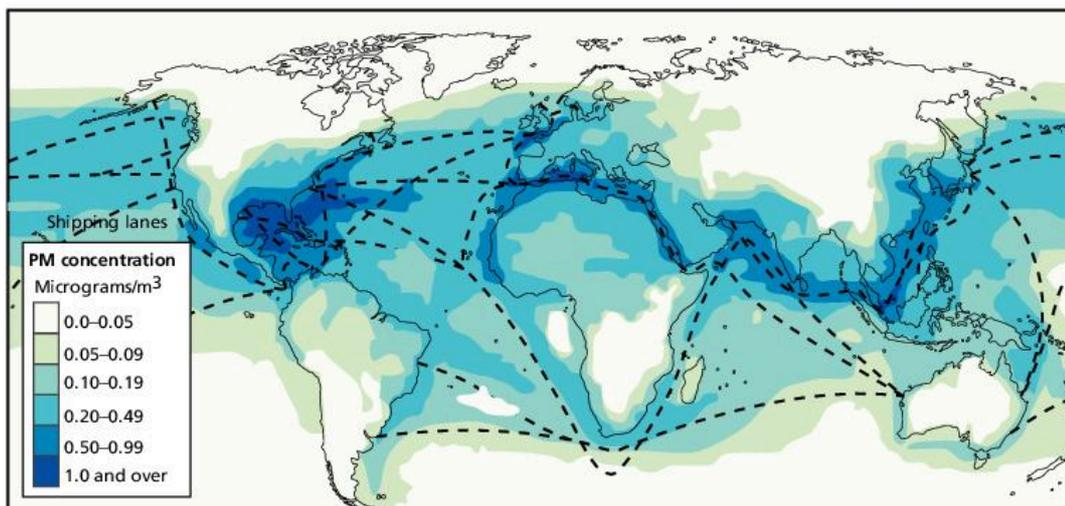 Shipping lanes
PM concentration
Micrograms/m³
0.0–0.05
0.05–0.09
0.10–0.19
0.20–0.49
0.50–0.99
1.0 and over